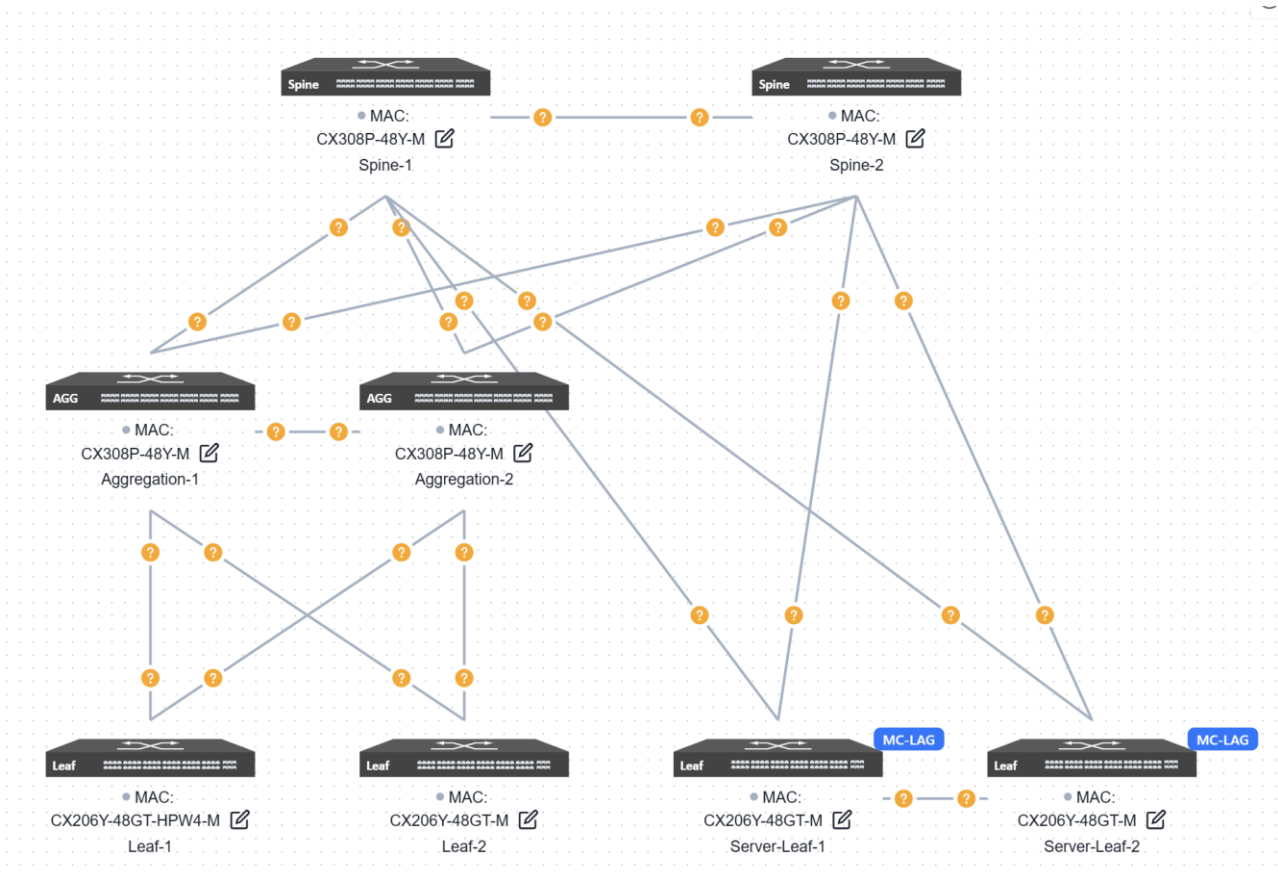 Spine
Spine
MAC:
CX308P-48Y-M
Spine-1
? ?
MAC:
CX308P-48Y-M
Spine-2
? ? ? ?
? ? ? ?
? ? ? ?
AGG
AGG
MAC:
CX308P-48Y-M
Aggregation-1
? ?
MAC:
CX308P-48Y-M
Aggregation-2
? ? ? ?
? ? ? ?
? ? ? ?
Leaf
Leaf
Leaf
MC-LAG
Leaf
MC-LAG
MAC:
CX206Y-48GT-HPW4-M
Leaf-1
MAC:
CX206Y-48GT-M
Leaf-2
MAC:
CX206Y-48GT-M
Server-Leaf-1
? ?
MAC:
CX206Y-48GT-M
Server-Leaf-2